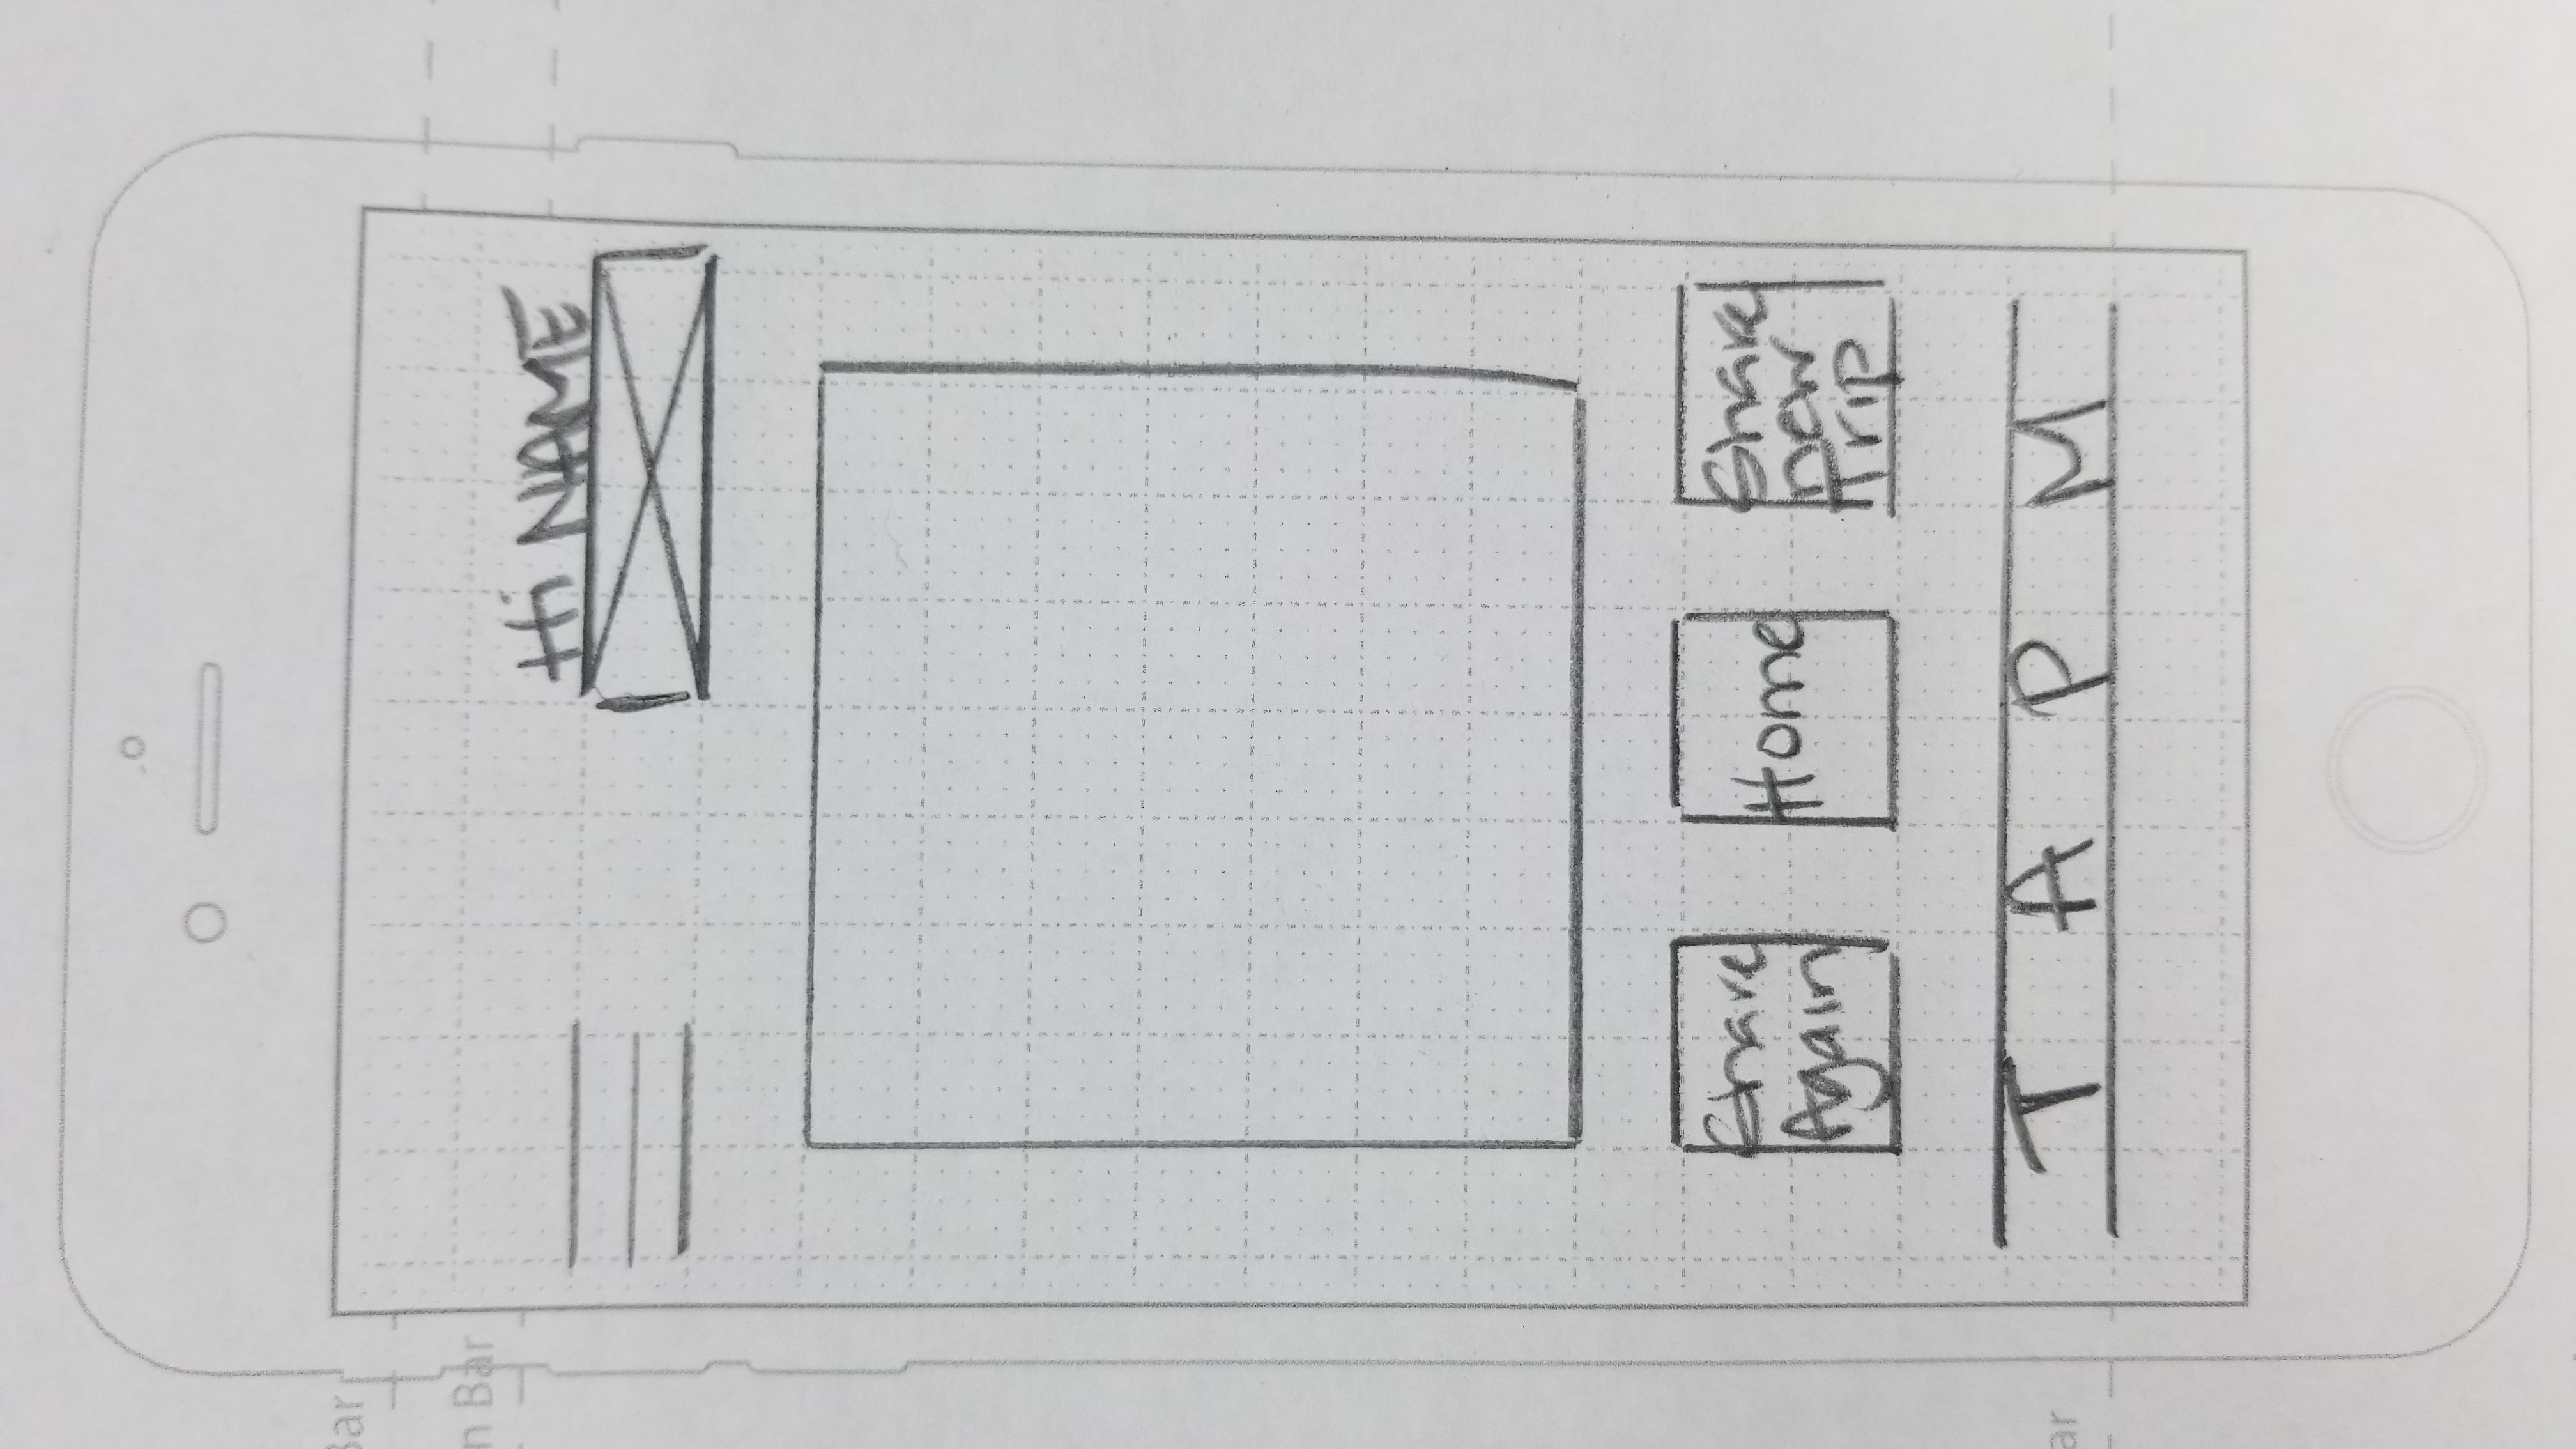 Bar
n Bar
Hi NAME
Share
Again
Home
Share
new
Trip
T A P M
ar